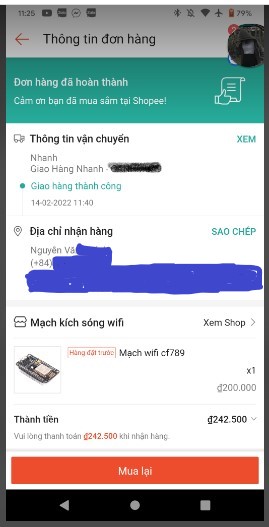 11:25
79%
Thông tin đơn hàng
Đơn hàng đã hoàn thành
Cảm ơn bạn đã mua sắm tại Shopee!
Thông tin vận chuyển XEM
Nhanh
Giao Hàng Nhanh -
Giao hàng thành công
14-02-2022 11:40
Địa chỉ nhận hàng SAO CHÉP
Nguyễn Vă
(+84)
Mạch kích sóng wifi Xem Shop
Hàng đặt trước Mạch wifi cf789
x1
₫200.000
Thành tiền ₫242.500
Vui lòng thanh toán ₫242.500 khi nhận hàng.
Mua lại